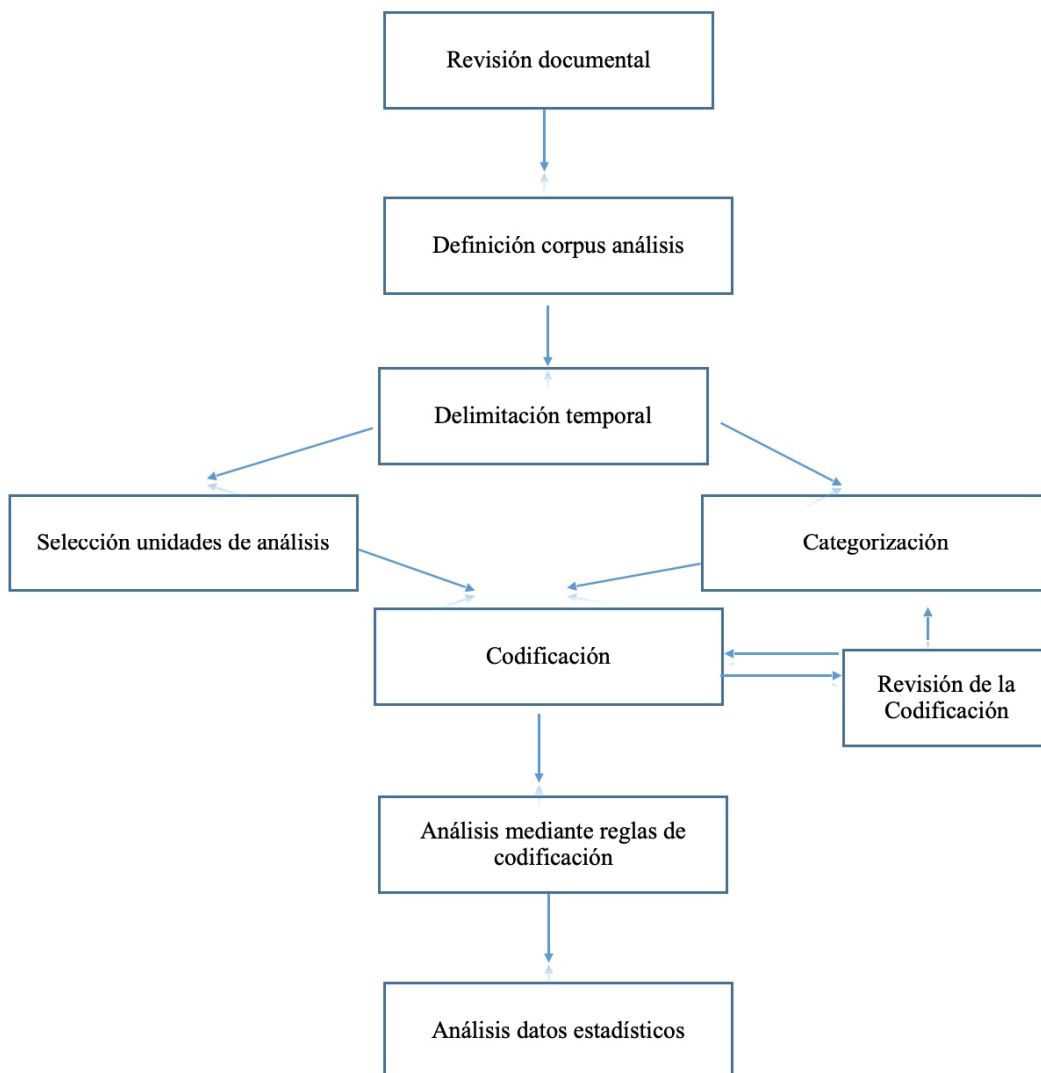 Revisión documental
Definición corpus análisis
Delimitación temporal
Selección unidades de análisis
Categorización
Codificación
Revisión de la
Codificación
Análisis mediante reglas de
codificación
Análisis datos estadísticos